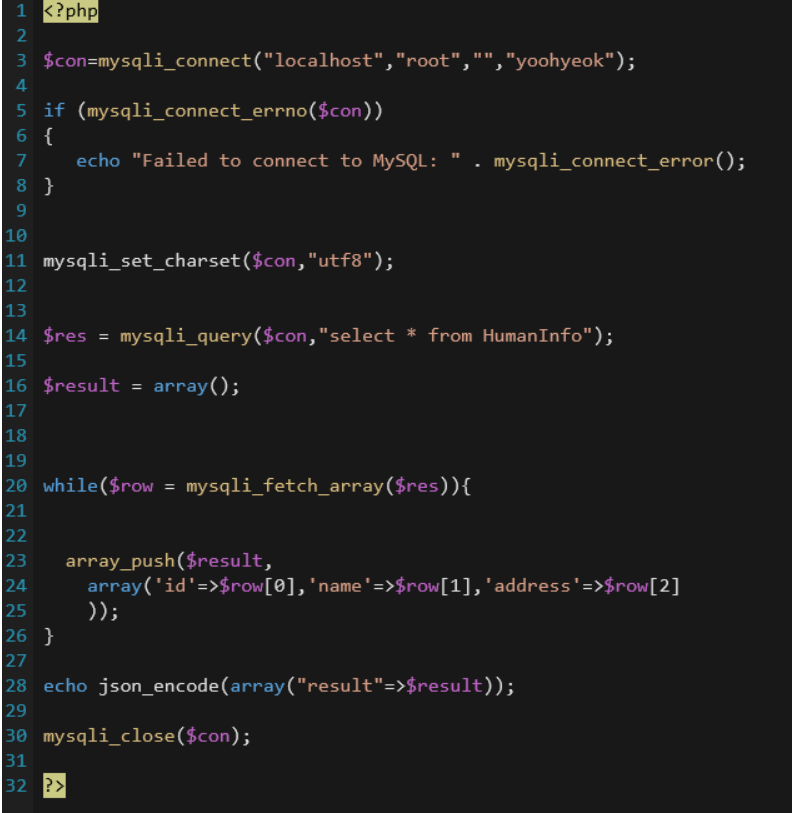 1 <?php
2
3 $con=mysqli_connect("localhost","root","","yoohyeok");
4
5 if (mysqli_connect_errno($con))
6 {
7    echo "Failed to connect to MySQL: " . mysqli_connect_error();
8 }
9
10
11 mysqli_set_charset($con,"utf8");
12
13
14 $res = mysqli_query($con,"select * from HumanInfo");
15
16 $result = array();
17
18
19
20 while($row = mysqli_fetch_array($res)){
21
22
23   array_push($result,
24     array('id'=>$row[0],'name'=>$row[1],'address'=>$row[2]
25     ));
26 }
27
28 echo json_encode(array("result"=>$result));
29
30 mysqli_close($con);
31
32 ?>